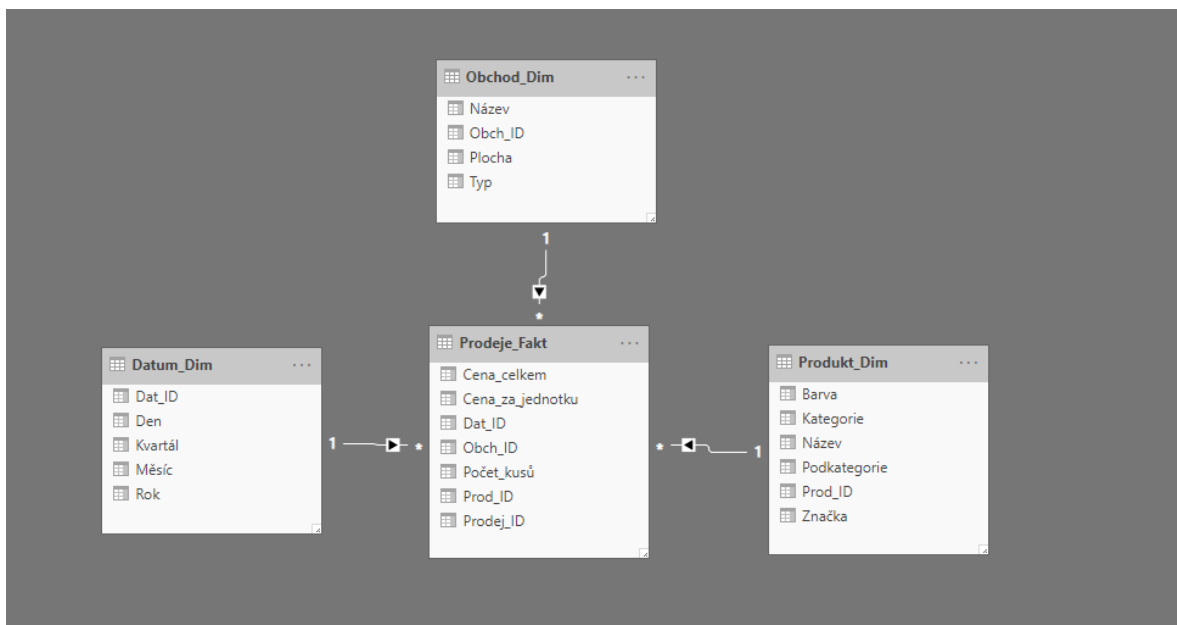 Obchod_Dim
Název
Obch_ID
Plocha
Typ
1
*
Datum_Dim
Dat_ID
Den
Kvartál
Měsíc
Rok
1
*
Prodeje_Fakt
Cena_celkem
Cena_za_jednotku
Dat_ID
Obch_ID
Počet_kusů
Prod_ID
Prodej_ID
*
1
Produkt_Dim
Barva
Kategorie
Název
Podkategorie
Prod_ID
Značka